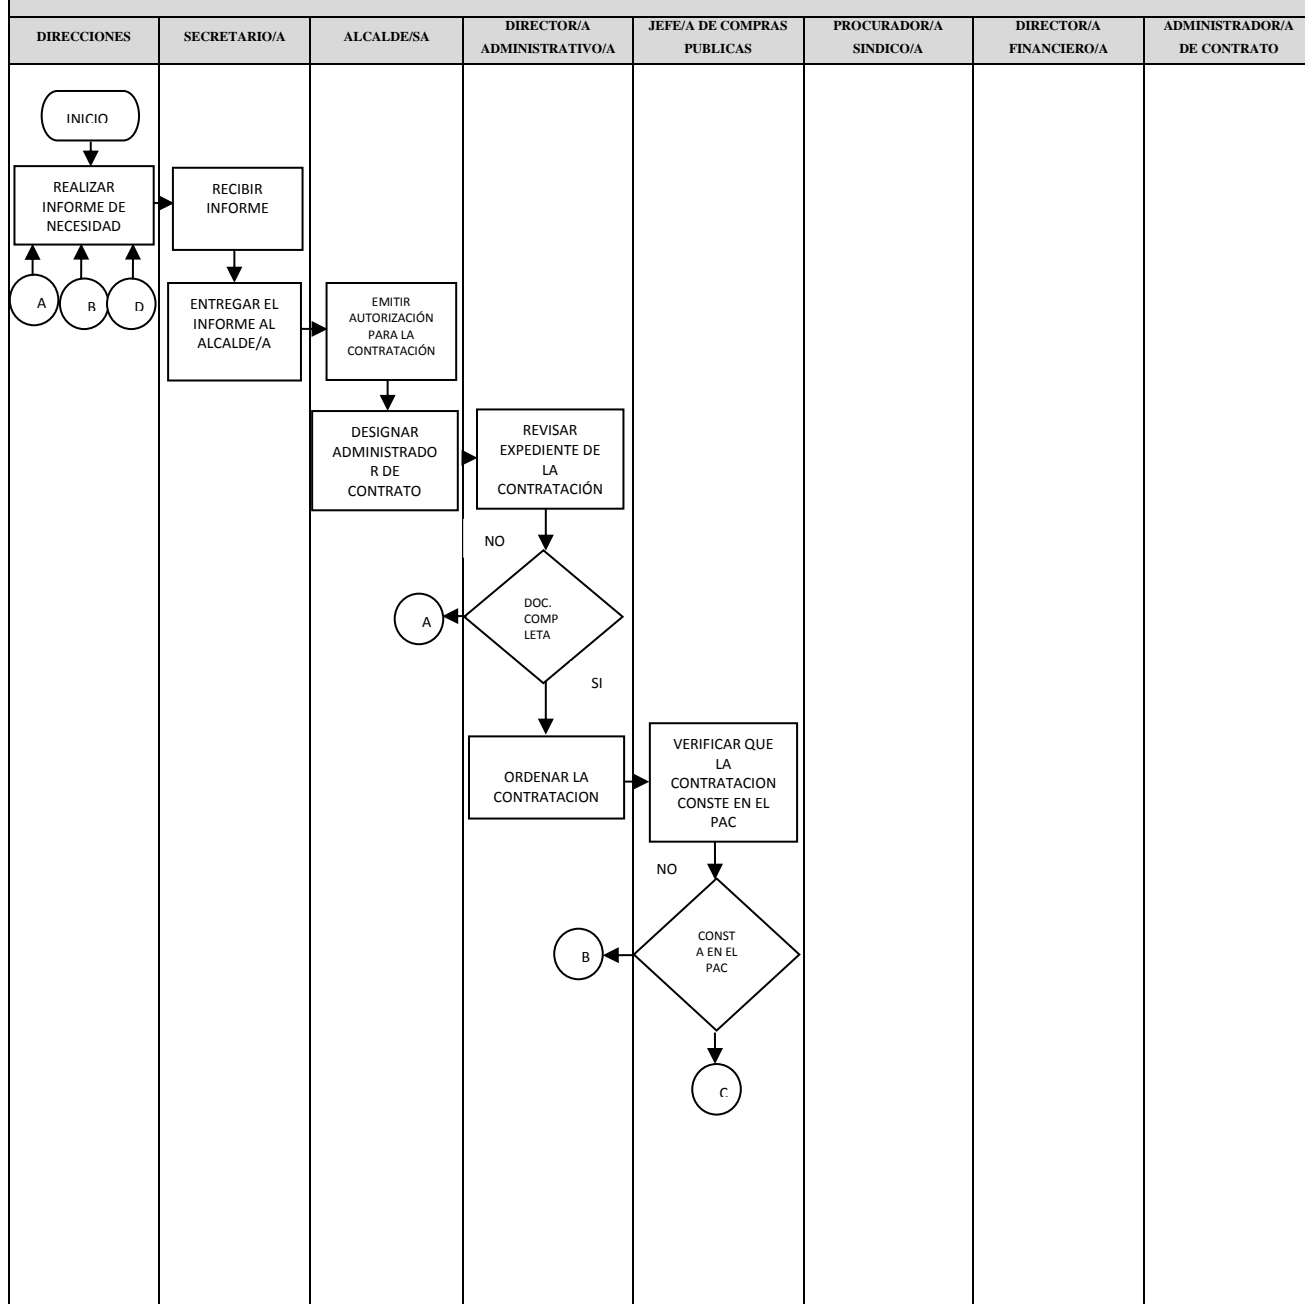 DIRECCIONES
SECRETARIO/A
ALCALDE/SA
DIRECTOR/A
ADMINISTRATIVO/A
JEFE/A DE COMPRAS
PUBLICAS
PROCURADOR/A
SINDICO/A
DIRECTOR/A
FINANCIERO/A
ADMINISTRADOR/A
DE CONTRATO
INICIO
REALIZAR
INFORME DE
NECESIDAD
RECIBIR
INFORME
A
B
D
ENTREGAR EL
INFORME AL
ALCALDE/A
EMITIR
AUTORIZACIÓN
PARA LA
CONTRATACIÓN
DESIGNAR
ADMINISTRADO
R DE
CONTRATO
REVISAR
EXPEDIENTE DE
LA
CONTRATACIÓN
NO
DOC.
COMP
LETA
A
SI
ORDENAR LA
CONTRATACION
VERIFICAR QUE
LA
CONTRATACION
CONSTE EN EL
PAC
NO
CONST
A EN EL
PAC
B
C